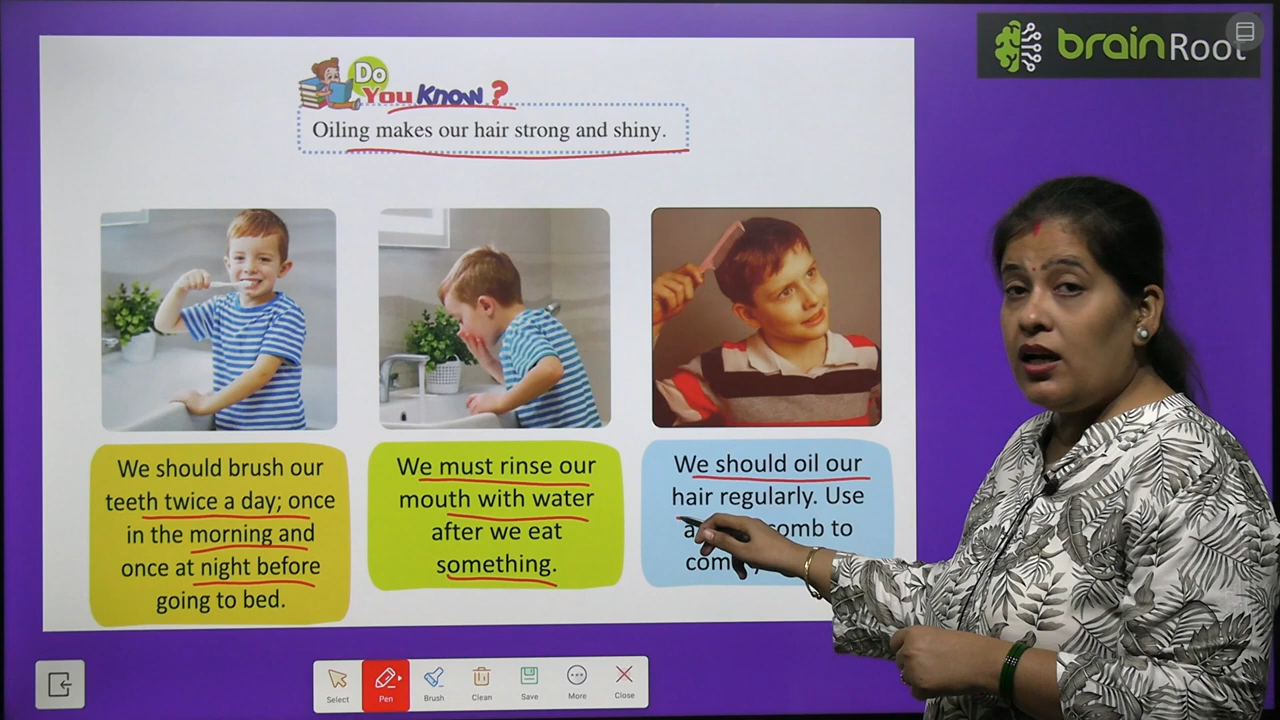 brainRoot
Do
You Know ?
Oiling makes our hair strong and shiny.
We should brush our
teeth twice a day; once
in the morning and
once at night before
going to bed.
We must rinse our
mouth with water
after we eat
something.
We should oil our
hair regularly. Use
comb to
Select
Pen
Brush
Clean
Save
More
Close